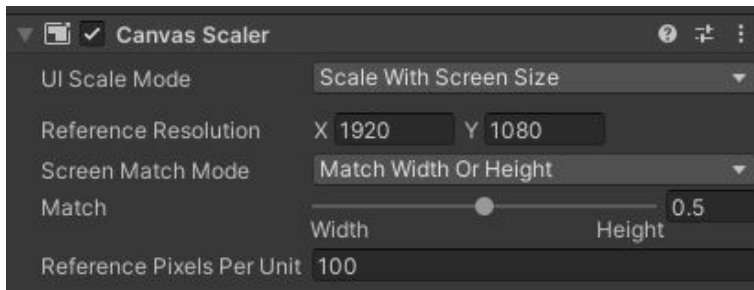 Canvas Scaler
UI Scale Mode Scale With Screen Size
Reference Resolution X 1920 Y 1080
Screen Match Mode Match Width Or Height
Match 0.5
Width Height
Reference Pixels Per Unit 100